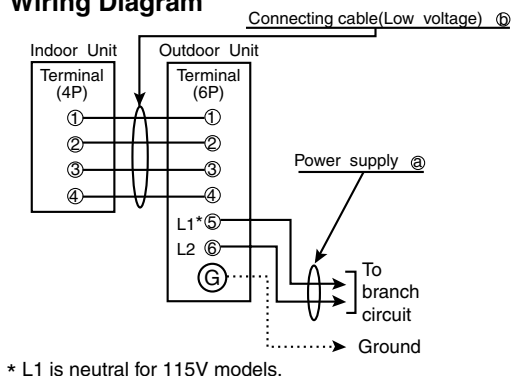 Wiring Diagram
Connecting cable(Low voltage) ⓑ
Indoor Unit
Outdoor Unit
Terminal
(4P)
Terminal
(6P)
① ①
② ②
③ ③
④ ④
L1*⑤
L2 ⑥
G
Power supply ⓐ
To
branch
circuit
Ground
* L1 is neutral for 115V models.